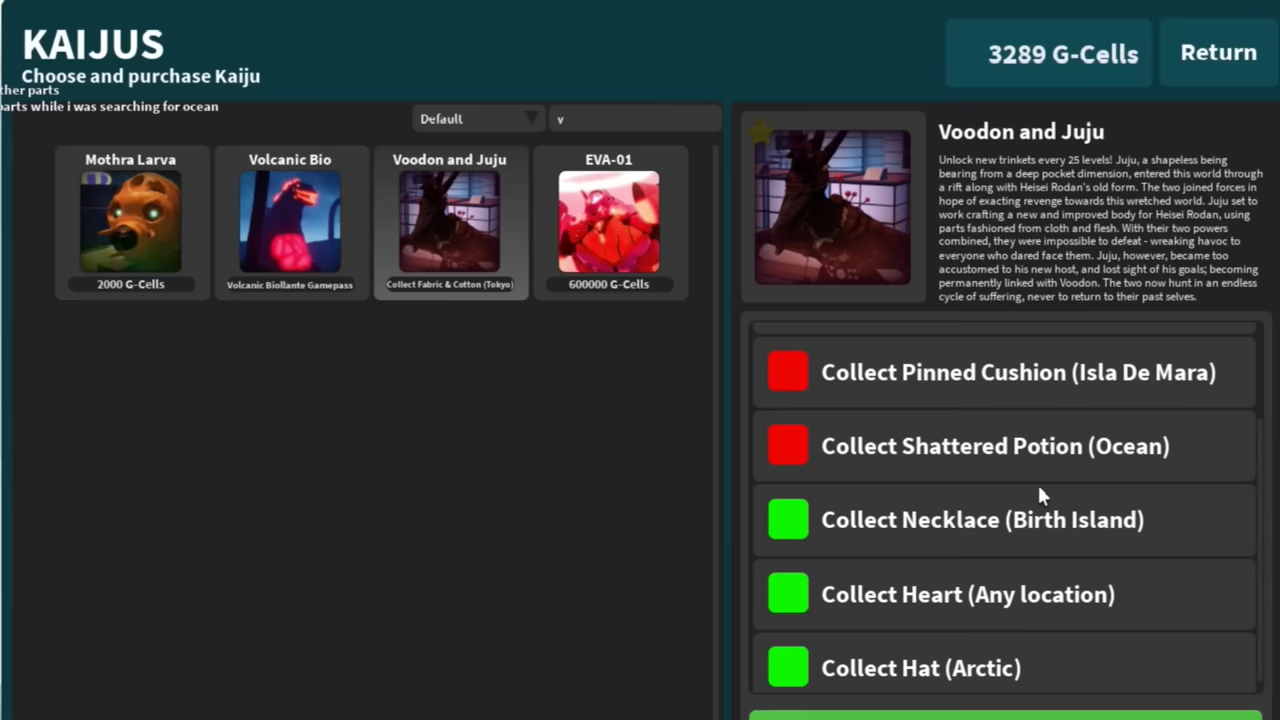 KAIJUS
Choose and purchase Kaiju
ther parts
parts while i was searching for ocean
3289 G-Cells
Return
Default
v
Mothra Larva
2000 G-Cells
Volcanic Bio
Volcanic Biollante Gamepass
Voodon and Juju
Collect Fabric & Cotton (Tokyo)
EVA-01
600000 G-Cells
Voodon and Juju
Unlock new trinkets every 25 levels! Juju, a shapeless being
bearing from a deep pocket dimension, entered this world through
a rift along with Heisei Rodan's old form. The two joined forces in
hope of exacting revenge towards this wretched world. Juju set to
work crafting a new and improved body for Heisei Rodan, using
parts fashioned from cloth and flesh. With their two powers
combined, they were impossible to defeat - wreaking havoc to
everyone who dared face them. Juju, however, became too
accustomed to his new host, and lost sight of his goals; becoming
permanently linked with Voodon. The two now hunt in an endless
cycle of suffering, never to return to their past selves.
Collect Pinned Cushion (Isla De Mara)
Collect Shattered Potion (Ocean)
Collect Necklace (Birth Island)
Collect Heart (Any location)
Collect Hat (Arctic)